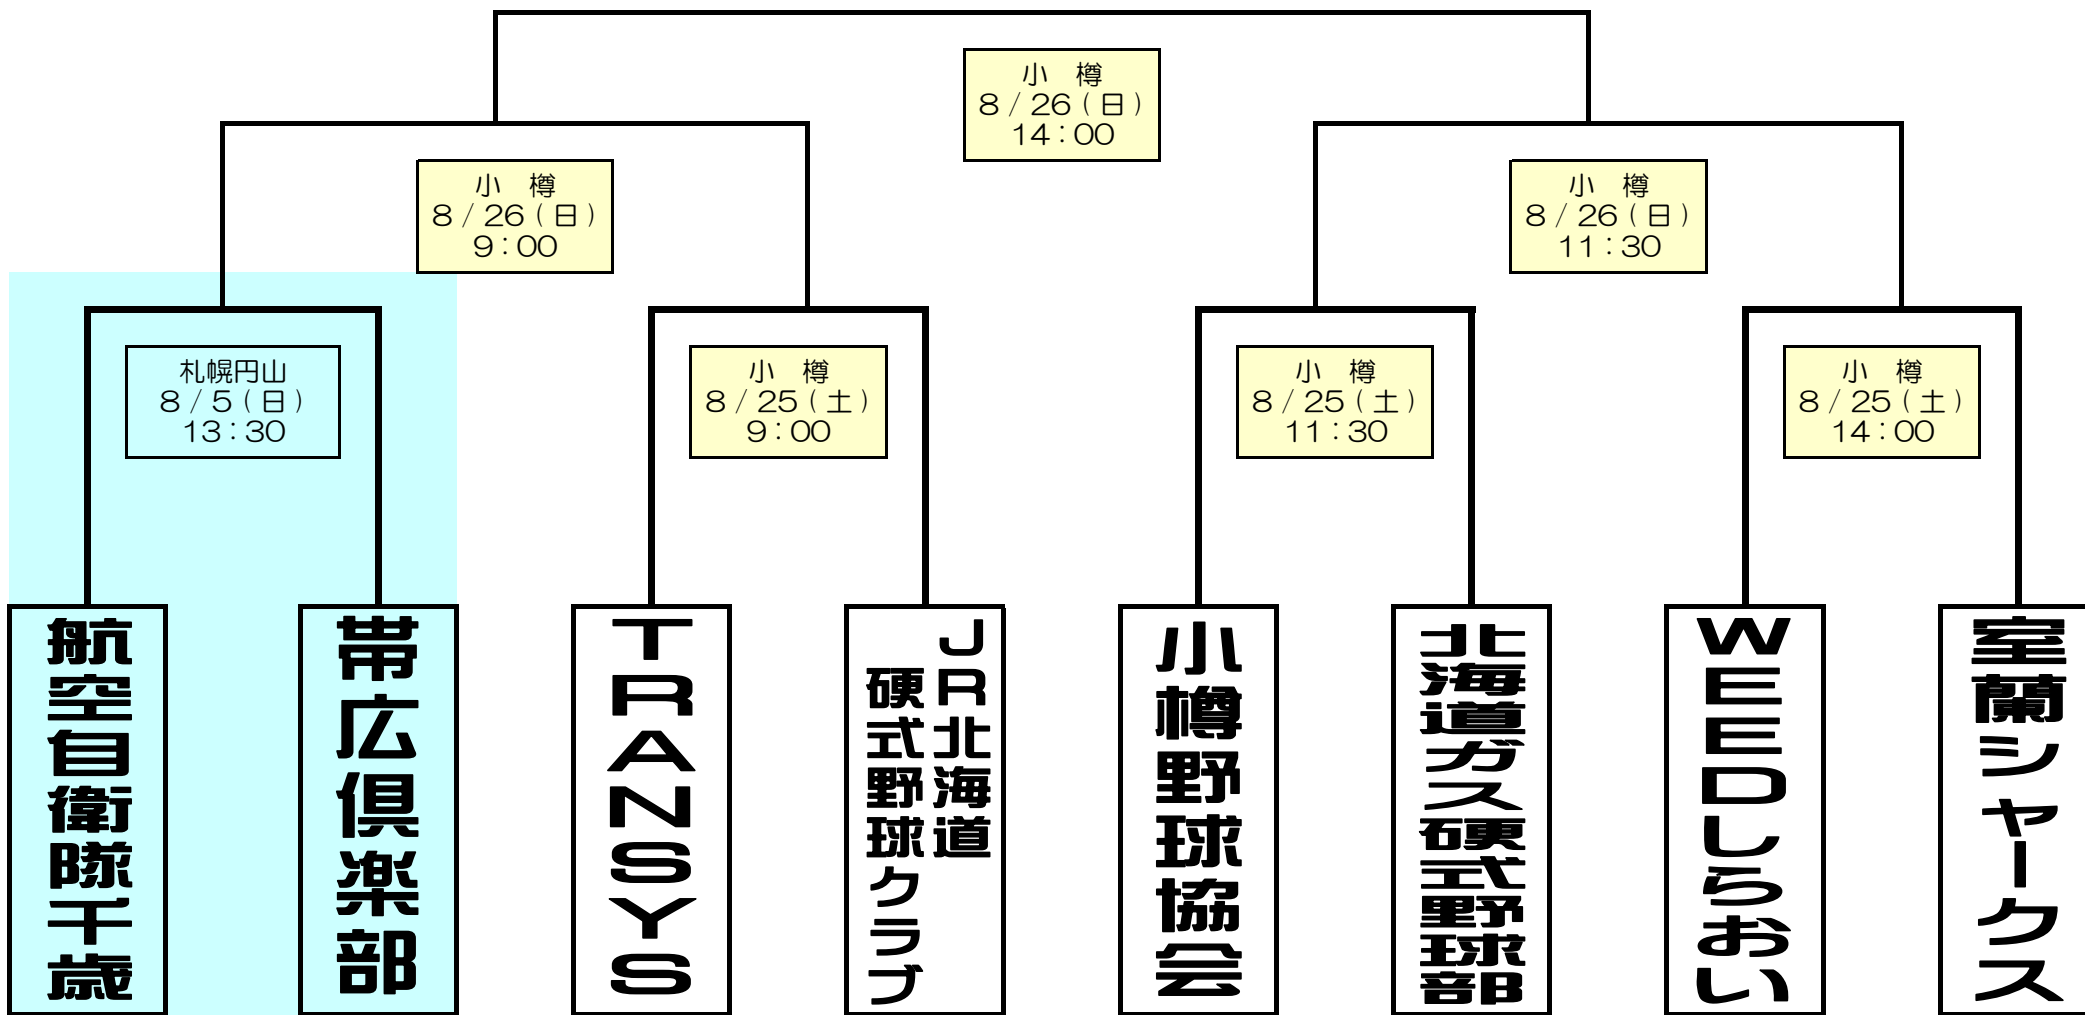 小　樽
8/26(日)
14:00
小　樽
8/26(日)
9:00
小　樽
8/26(日)
11:30
札幌円山
8/5(日)
13:30
小　樽
8/25(土)
9:00
小　樽
8/25(土)
11:30
小　樽
8/25(土)
14:00
航空自衛隊千歳
帯広倶楽部
TRANSYS
JR北海道
硬式野球クラブ
小樽野球協会
北海道ガス硬式野球部
WEEDしらおい
室蘭シャークス